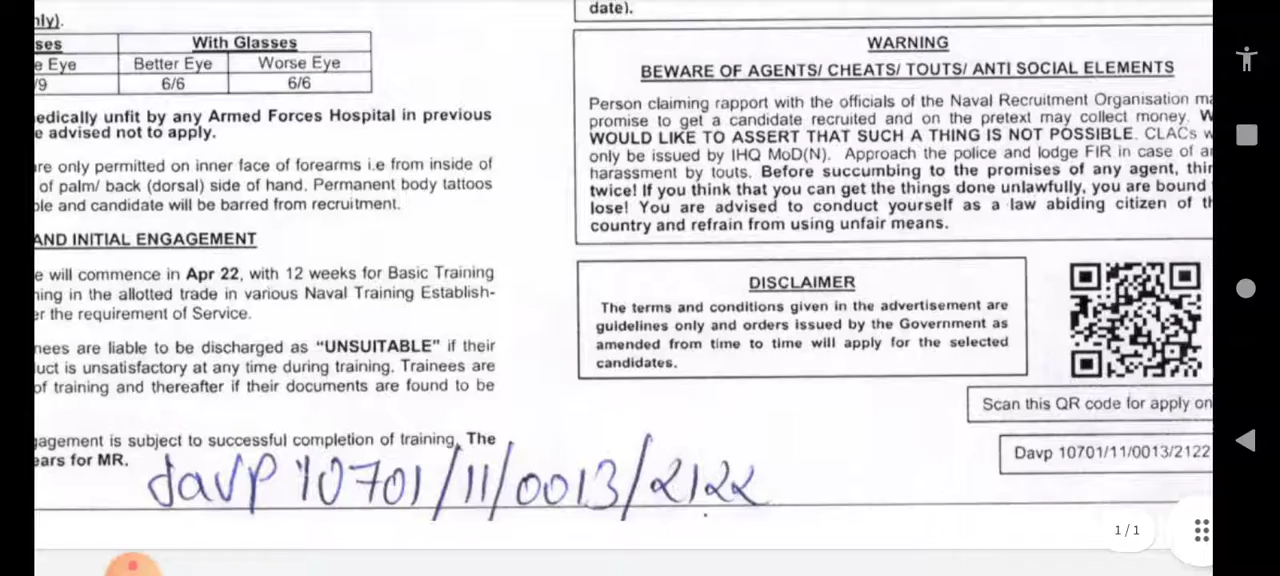 nly).
ses With Glasses
e Eye Better Eye Worse Eye
/9 6/6 6/6
edically unfit by any Armed Forces Hospital in previous
e advised not to apply.
re only permitted on inner face of forearms i.e from inside of
of palm/ back (dorsal) side of hand. Permanent body tattoos
ble and candidate will be barred from recruitment.
AND INITIAL ENGAGEMENT
e will commence in Apr 22, with 12 weeks for Basic Training
ning in the allotted trade in various Naval Training Establish-
er the requirement of Service.
nees are liable to be discharged as "UNSUITABLE" if their
uct is unsatisfactory at any time during training. Trainees are
of training and thereafter if their documents are found to be
gagement is subject to successful completion of training. The
ears for MR.
davp 10701/11/0013/2122
date).
WARNING
BEWARE OF AGENTS/ CHEATS/ TOUTS/ ANTI SOCIAL ELEMENTS
Person claiming rapport with the officials of the Naval Recruitment Organisation ma
promise to get a candidate recruited and on the pretext may collect money. W
WOULD LIKE TO ASSERT THAT SUCH A THING IS NOT POSSIBLE. CLACs w
only be issued by IHQ MoD(N). Approach the police and lodge FIR in case of a
harassment by touts. Before succumbing to the promises of any agent, thin
twice! If you think that you can get the things done unlawfully, you are bound
lose! You are advised to conduct yourself as a law abiding citizen of th
country and refrain from using unfair means.
DISCLAIMER
The terms and conditions given in the advertisement are
guidelines only and orders issued by the Government as
amended from time to time will apply for the selected
candidates.
Scan this QR code for apply on
Davp 10701/11/0013/2122
1/1